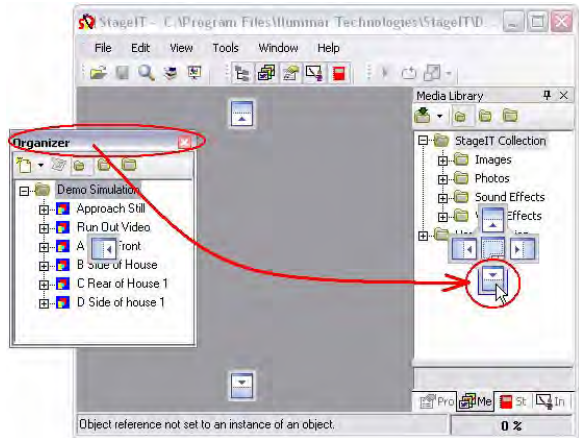 StageIT - C:\Program Files\Iluminar Technologies\StageIT\D...
File Edit View Tools Window Help
Media Library
Organizer
StageIT Collection
Images
Photos
Sound Effects
Effects
Demo Simulation
Approach Still
Run Out Video
A Front
B Side of House
C Rear of House 1
D Side of house 1
Pro Me St In
Object reference not set to an instance of an object.
0 %